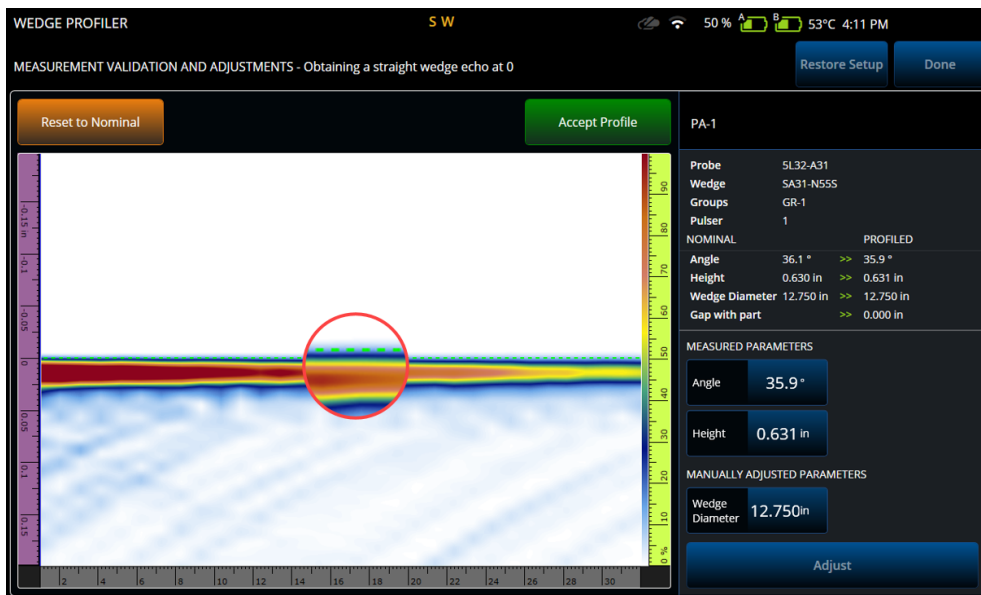 WEDGE PROFILER S W 50 % A B 53°C 4:11 PM
MEASUREMENT VALIDATION AND ADJUSTMENTS - Obtaining a straight wedge echo at 0 Restore Setup Done
Reset to Nominal Accept Profile PA-1
Probe 5L32-A31
Wedge SA31-N55S
Groups GR-1
Pulser 1
NOMINAL PROFILED
Angle 36.1 ° >> 35.9 °
Height 0.630 in >> 0.631 in
Wedge Diameter 12.750 in >> 12.750 in
Gap with part >> 0.000 in
MEASURED PARAMETERS
Angle 35.9 °
Height 0.631 in
MANUALLY ADJUSTED PARAMETERS
Wedge Diameter 12.750in
Adjust
-0.15 in
-0.1
-0.05
0
0.05
0.1
0.15
90
80
70
60
50
40
30
20
10
0 %
2 4 6 8 10 12 14 16 18 20 22 24 26 28 30